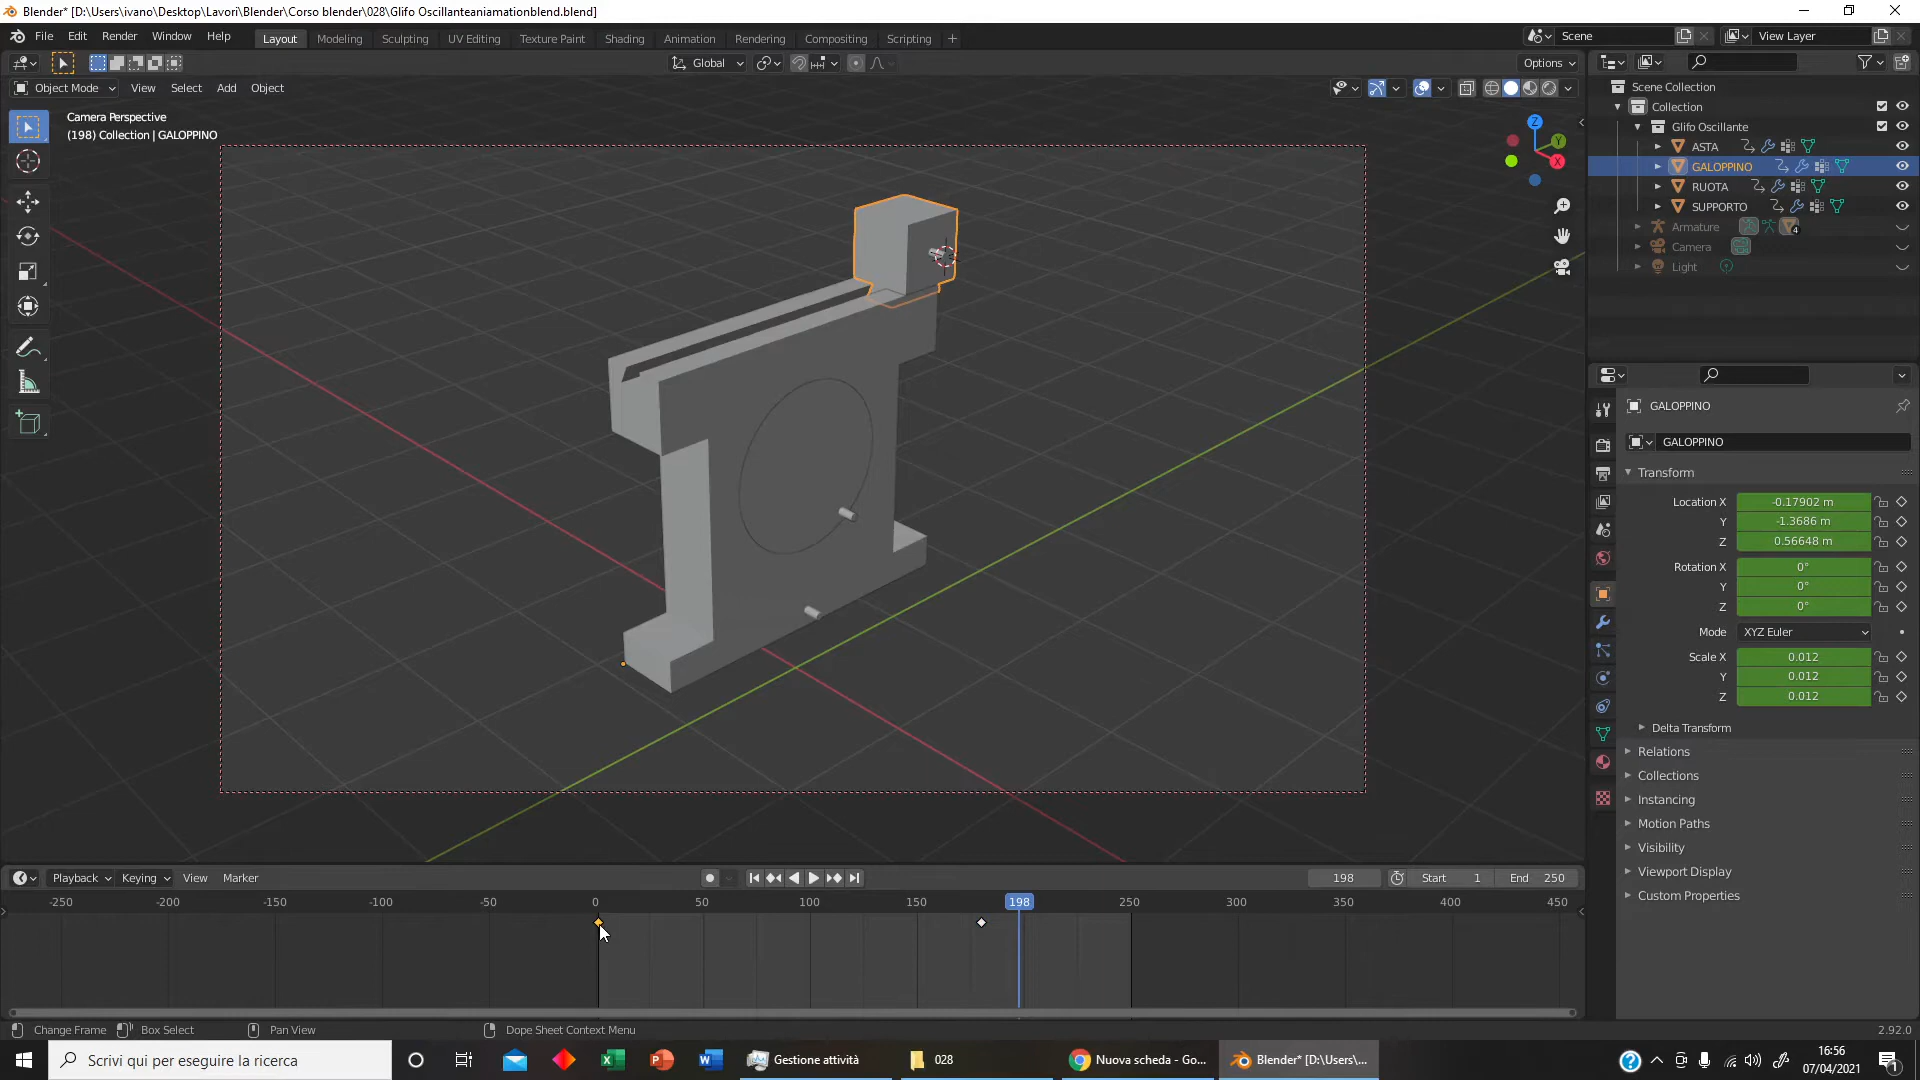 Blender* [D:\Users\ivano\Desktop\Lavori\Blender\Corso blender\028\Glifo Oscillanteaniamationblend.blend]
File Edit Render Window Help Layout Modeling Sculpting UV Editing Texture Paint Shading Animation Rendering Compositing Scripting Scene View Layer
Global Options
Object Mode View Select Add Object
Camera Perspective
(198) Collection | GALOPPINO
Z
Y
X
Scene Collection
Collection
Glifo Oscillante
ASTA
GALOPPINO
RUOTA
SUPPORTO
Armature 4
Camera
Light
GALOPPINO
GALOPPINO
Transform
Location X -0.17902 m
Y -1.3686 m
Z 0.56648 m
Rotation X 0°
Y 0°
Z 0°
Mode XYZ Euler
Scale X 0.012
Y 0.012
Z 0.012
Delta Transform
Relations
Collections
Instancing
Motion Paths
Visibility
Viewport Display
Custom Properties
Playback Keying View Marker 198 Start 1 End 250
-250 -200 -150 -100 -50 0 50 100 150 198 250 300 350 400 450
Change Frame Box Select Pan View Dope Sheet Context Menu 2.92.0
Scrivi qui per eseguire la ricerca Gestione attività 028 Nuova scheda - Go... Blender* [D:\Users\...
16:56
07/04/2021
1